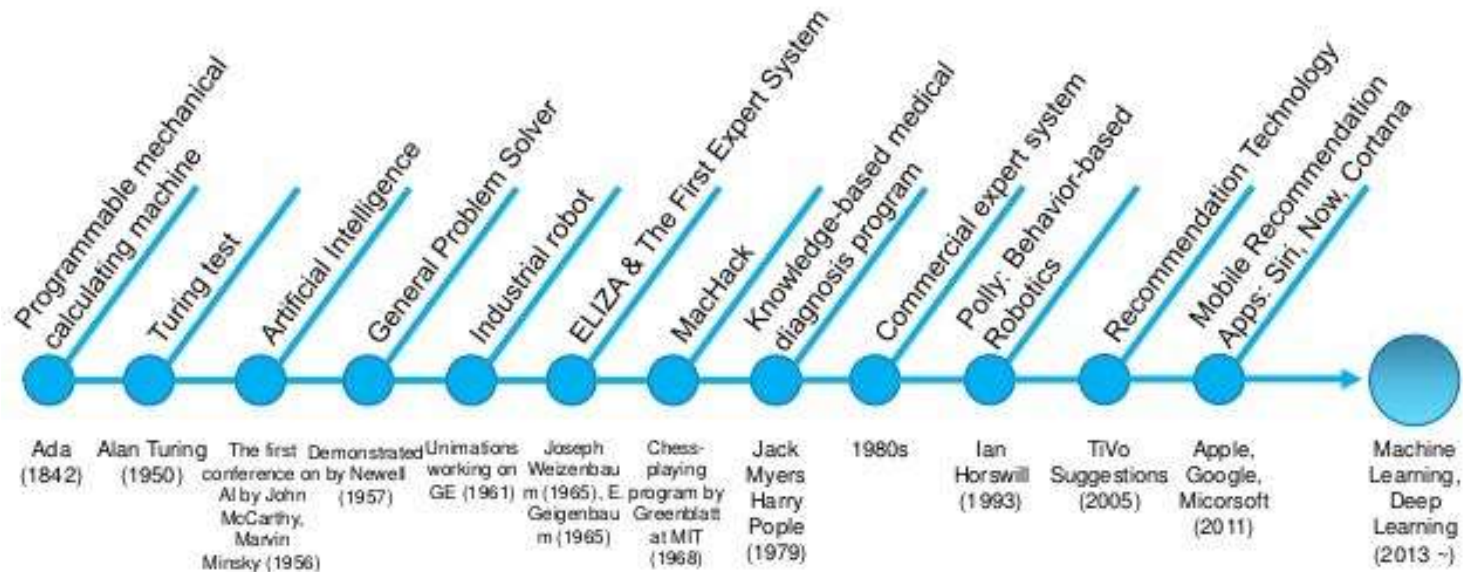 Programmable mechanical
calculating machine
Turing test
Artificial Intelligence
General Problem Solver
Industrial robot
ELIZA & The First Expert System
MacHack
Knowledge-based medical
diagnosis program
Commercial expert system
Polly: Behavior-based
Robotics
Recommendation Technology
Mobile Recommendation
Apps: Siri, Now, Cortana
Ada
(1842)
Alan Turing
(1950)
The first
conference on
AI by John
McCarthy,
Marvin
Minsky (1956)
Demonstrated
by Newell
(1957)
Unimations
working on
GE (1961)
Joseph
Weizenbau
m (1965), E.
Geigenbau
m (1965)
Chess-
playing
program by
Greenblatt
at MIT
(1968)
Jack
Myers
Harry
Pople
(1979)
1980s
Ian
Horswill
(1993)
TiVo
Suggestions
(2005)
Apple,
Google,
Micorsoft
(2011)
Machine
Learning,
Deep
Learning
(2013 ~)